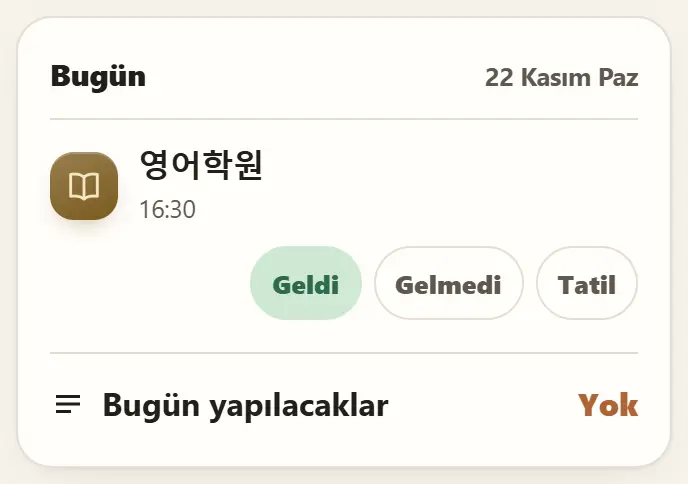 Bugün 22 Kasım Paz
영어학원
16:30
Geldi Gelmedi Tatil
Bugün yapılacaklar Yok